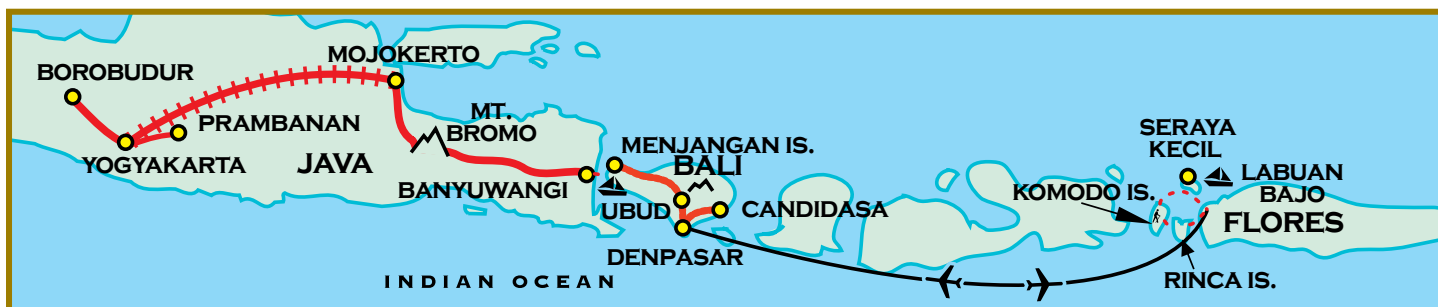 MOJOKERTO
BOROBUDUR
PRAMBANAN
MT.
BROMO
YOGYAKARTA
JAVA
MENJANGAN IS.
BALI
BANYUWANGI
UBUD
CANDIDASA
DENPASAR
INDIAN OCEAN
SERAYA
KECIL
LABUAN
BAJO
KOMODO IS.
FLORES
RINCA IS.